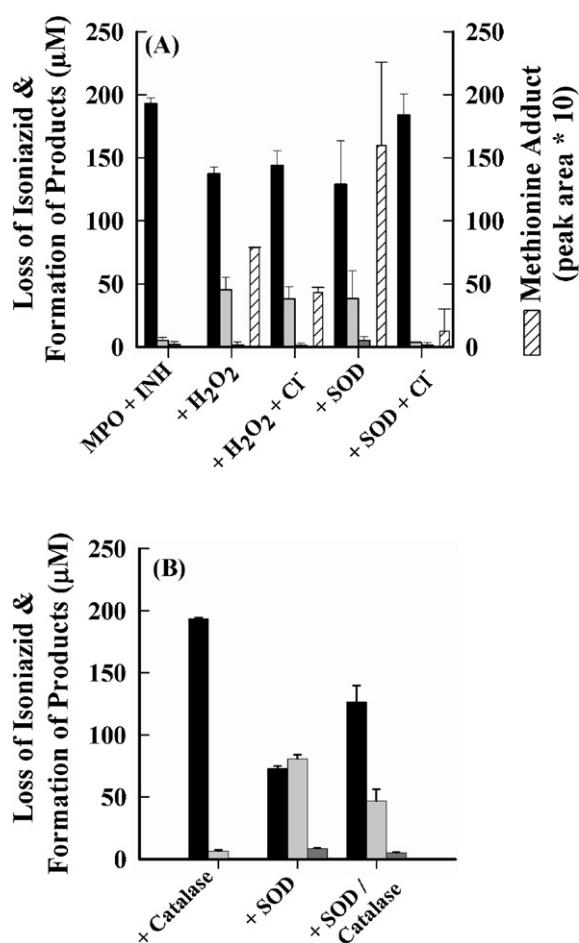 (A)
Loss of Isoniazid &
Formation of Products (μM)
250
200
150
100
50
0
250
200
150
100
50
0
Methionine Adduct
(peak area * 10)
MPO + INH
+ H₂O₂
+ H₂O₂ + Cl⁻
+ SOD
+ SOD + Cl⁻
(B)
Loss of Isoniazid &
Formation of Products (μM)
250
200
150
100
50
0
+ Catalase
+ SOD
+ SOD /
Catalase